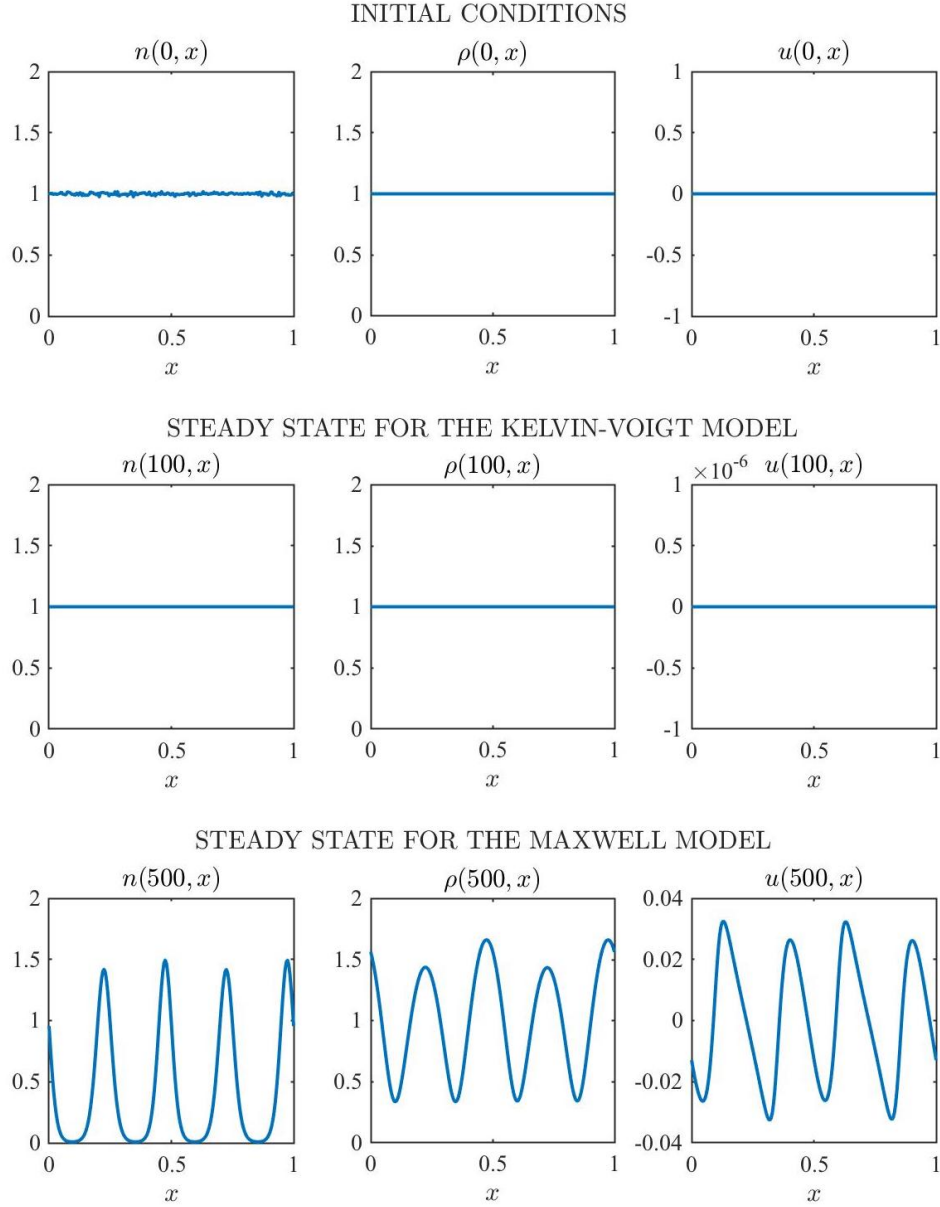 INITIAL CONDITIONS
n(0, x) ρ(0, x) u(0, x)
2 2 1
1.5 1.5 0.5
1 1 0
0.5 0.5 -0.5
0 0 -1
0 0.5 1 0 0.5 1 0 0.5 1
x x x
STEADY STATE FOR THE KELVIN-VOIGT MODEL
n(100, x) ρ(100, x) ×10⁻⁶ u(100, x)
2 2 1
1.5 1.5 0.5
1 1 0
0.5 0.5 -0.5
0 0 -1
0 0.5 1 0 0.5 1 0 0.5 1
x x x
STEADY STATE FOR THE MAXWELL MODEL
n(500, x) ρ(500, x) u(500, x)
2 2 0.04
1.5 1.5 0.02
1 1 0
0.5 0.5 -0.02
0 0 -0.04
0 0.5 1 0 0.5 1 0 0.5 1
x x x